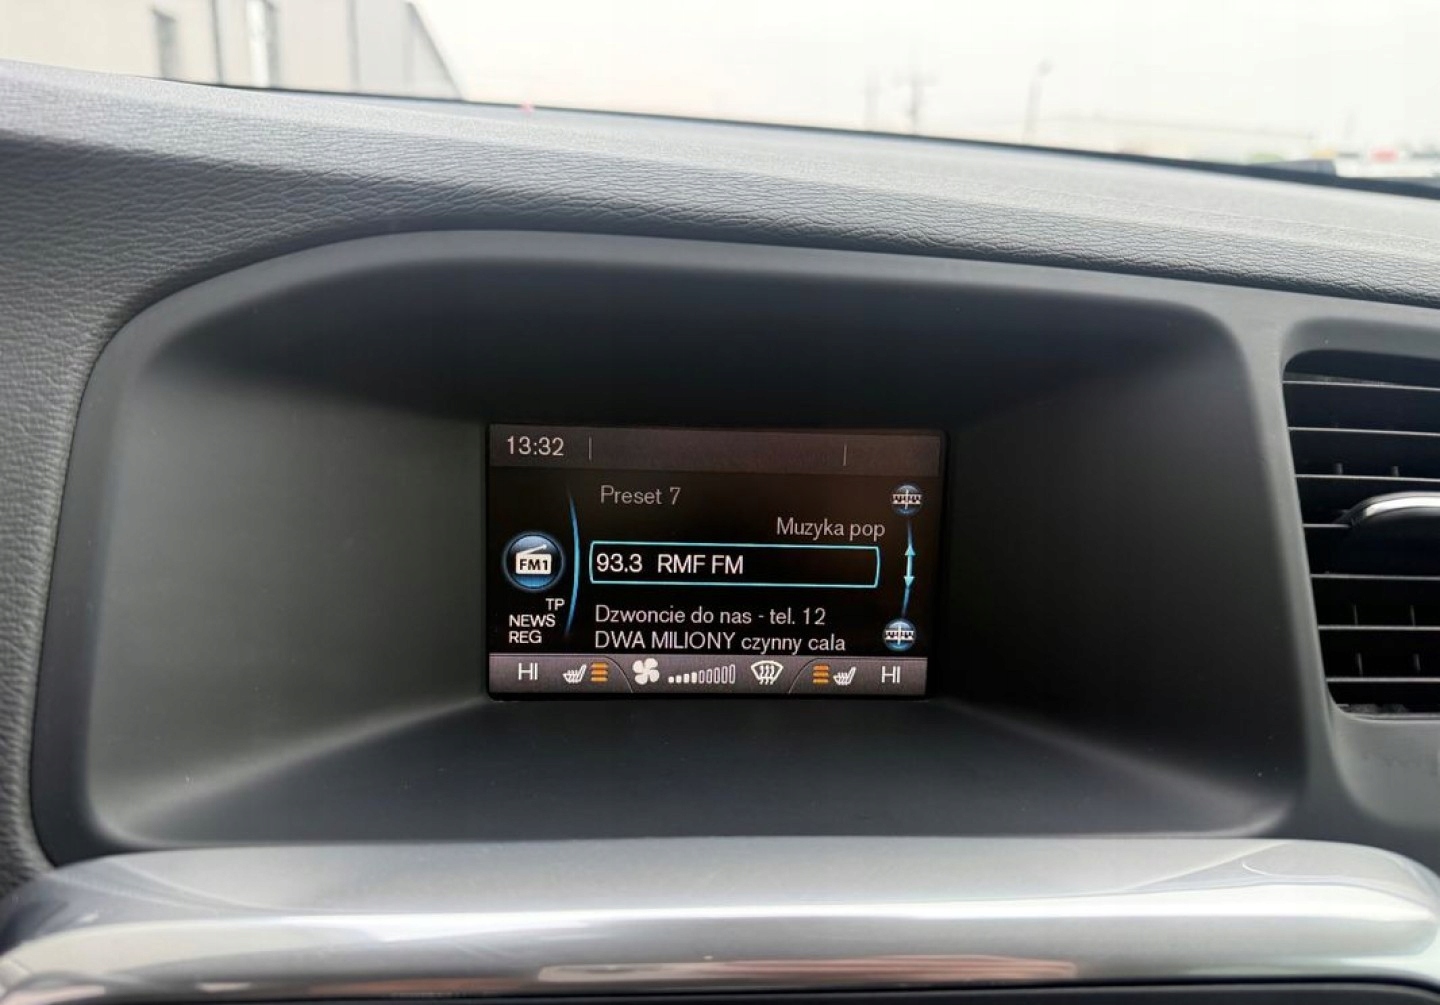 13:32
Preset 7
Muzyka pop
FM1
93.3 RMF FM
TP
NEWS
REG
Dzwoncie do nas - tel. 12
DWA MILIONY czynny cala
HI HI